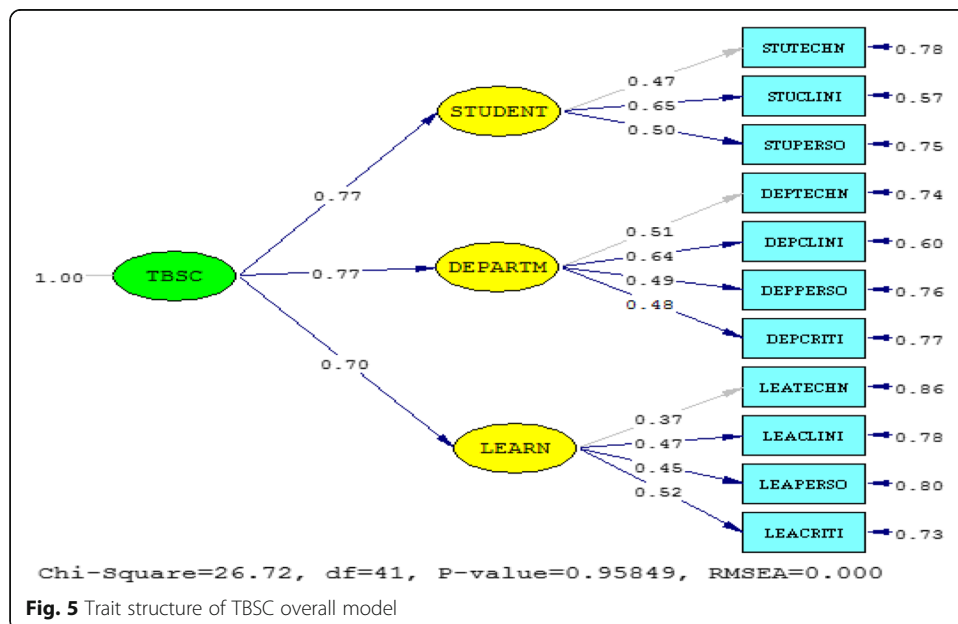 STUTECHN
0.78
0.47
STUCLINI
0.57
STUDENT
0.65
0.50
STUPERSO
0.75
0.77
DEPTECHN
0.74
0.51
DEPCLINI
0.60
1.00
TBSC
0.77
DEPARTM
0.64
0.49
DEPPERSO
0.76
0.48
DEPCRITI
0.77
0.70
LEATECHN
0.86
0.37
LEACLINI
0.78
LEARN
0.47
0.45
LEAPERSO
0.80
0.52
LEACRITI
0.73
Chi-Square=26.72, df=41, P-value=0.95849, RMSEA=0.000
Fig. 5 Trait structure of TBSC overall model